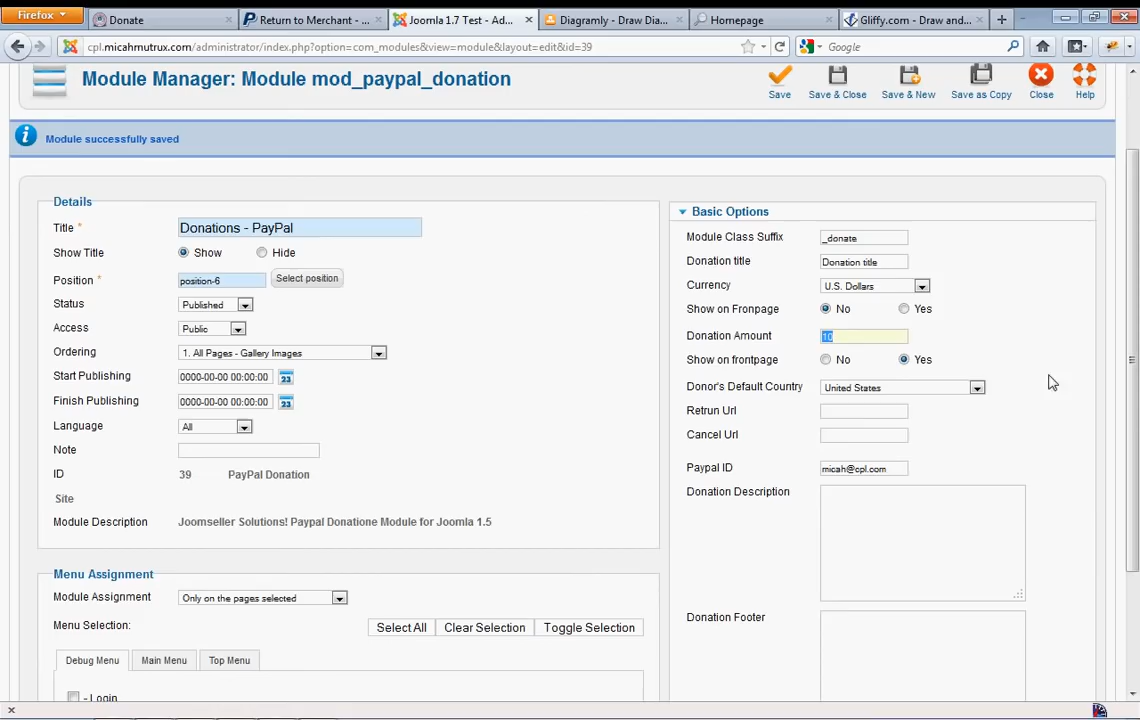 Firefox
Donate
Return to Merchant - ...
Joomla 1.7 Test - Ad...
Diagramly - Draw Dia...
Homepage
Gliffy.com - Draw and...
cpl.micahmutrux.com/administrator/index.php?option=com_modules&view=module&layout=edit&id=39
Google
Module Manager: Module mod_paypal_donation
Save
Save & Close
Save & New
Save as Copy
Close
Help
Module successfully saved
Details
Title *
Donations - PayPal
Show Title
Show
Hide
Position *
position-6
Select position
Status
Published
Access
Public
Ordering
1. All Pages - Gallery Images
Start Publishing
0000-00-00 00:00:00
23
Finish Publishing
0000-00-00 00:00:00
23
Language
All
Note
ID
39
PayPal Donation
Site
Module Description
Joomseller Solutions! Paypal Donatione Module for Joomla 1.5
Menu Assignment
Module Assignment
Only on the pages selected
Menu Selection:
Select All
Clear Selection
Toggle Selection
Debug Menu
Main Menu
Top Menu
- Login
Basic Options
Module Class Suffix
_donate
Donation title
Donation title
Currency
U.S. Dollars
Show on Fronpage
No
Yes
Donation Amount
10
Show on frontpage
No
Yes
Donor's Default Country
United States
Retrun Url
Cancel Url
Paypal ID
micah@cpl.com
Donation Description
Donation Footer